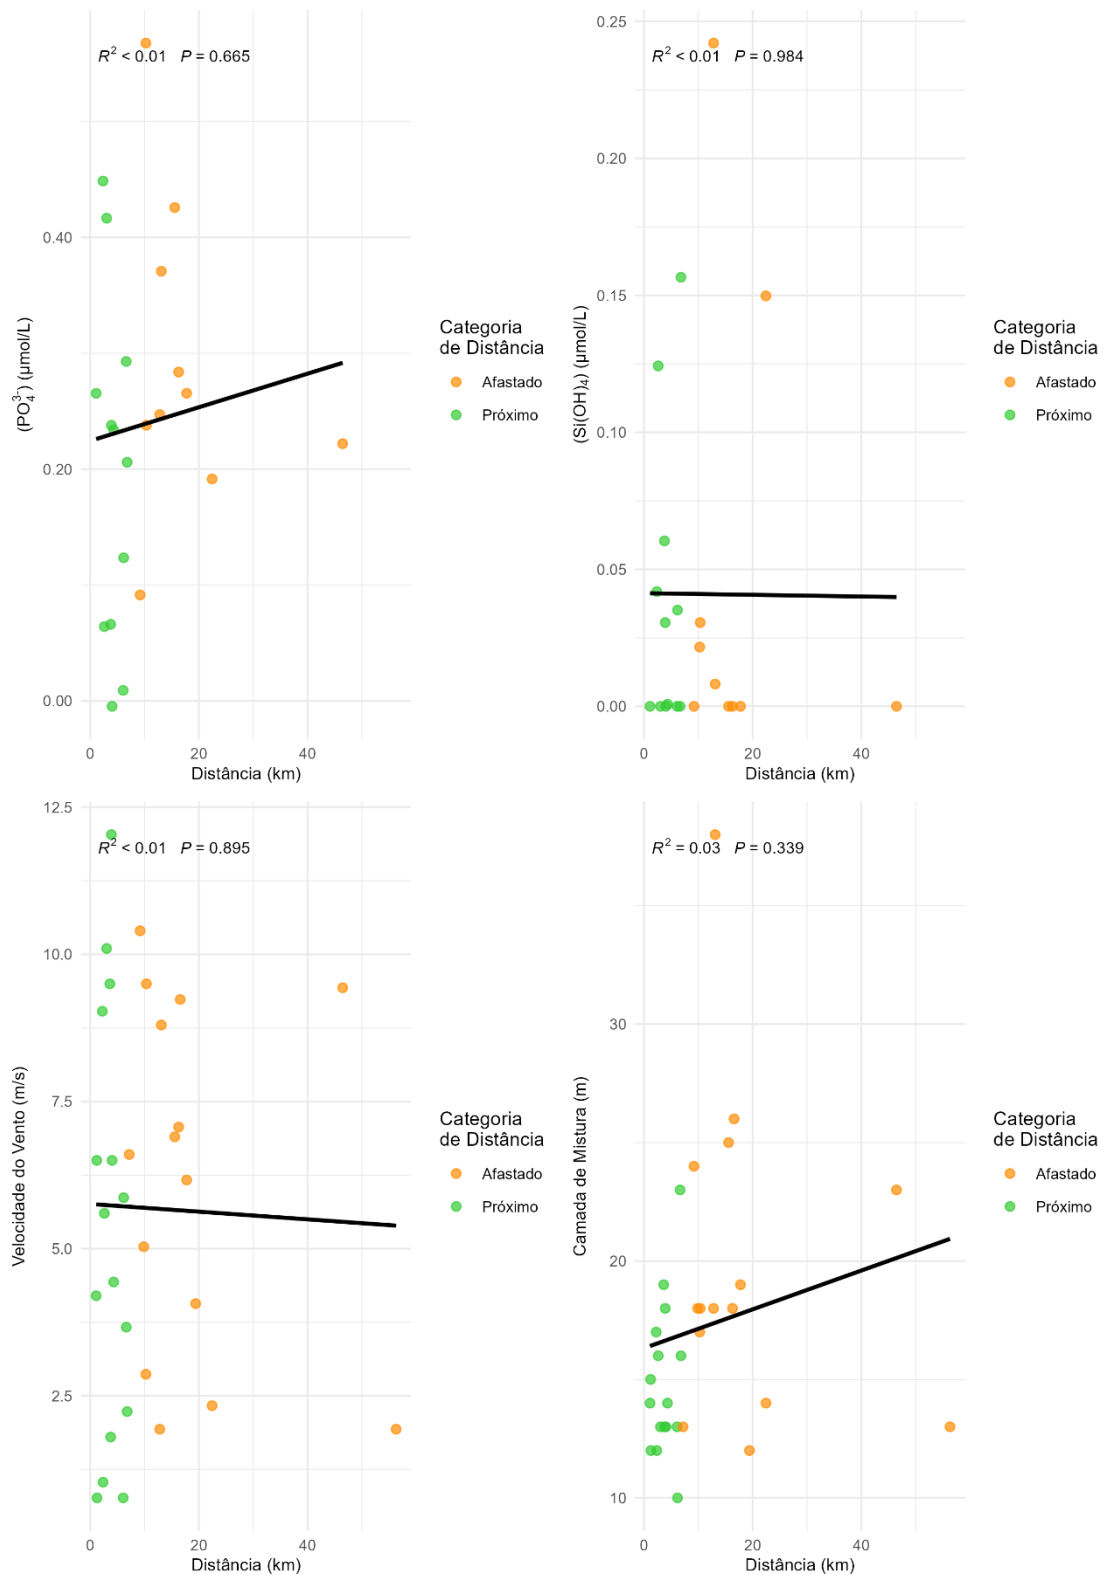 R² < 0.01 P = 0.665
0.40
0.20
0.00
(PO₄³⁻) (µmol/L)
0 20 40
Distância (km)
Categoria
de Distância
Afastado
Próximo
R² < 0.01 P = 0.984
0.25
0.20
0.15
0.10
0.05
0.00
(Si(OH)₄) (µmol/L)
0 20 40
Distância (km)
Categoria
de Distância
Afastado
Próximo
R² < 0.01 P = 0.895
12.5
10.0
7.5
5.0
2.5
Velocidade do Vento (m/s)
0 20 40
Distância (km)
Categoria
de Distância
Afastado
Próximo
R² = 0.03 P = 0.339
30
20
10
Camada de Mistura (m)
0 20 40
Distância (km)
Categoria
de Distância
Afastado
Próximo